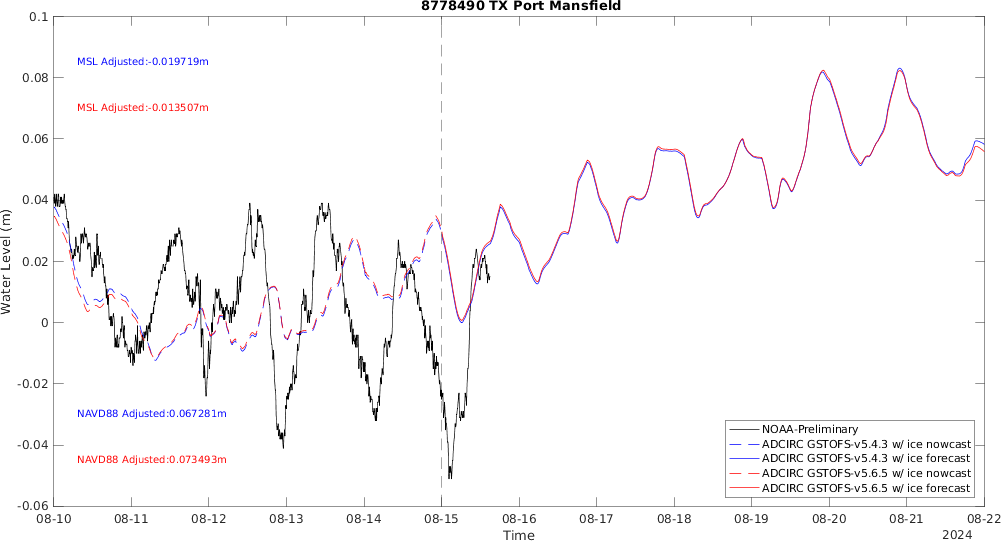 8778490 TX Port Mansfield
0.1
0.08
0.06
0.04
0.02
0
-0.02
-0.04
-0.06
Water Level (m)
MSL Adjusted:-0.019719m
MSL Adjusted:-0.013507m
NAVD88 Adjusted:0.067281m
NAVD88 Adjusted:0.073493m
NOAA-Preliminary
ADCIRC GSTOFS-v5.4.3 w/ ice nowcast
ADCIRC GSTOFS-v5.4.3 w/ ice forecast
ADCIRC GSTOFS-v5.6.5 w/ ice nowcast
ADCIRC GSTOFS-v5.6.5 w/ ice forecast
08-10 08-11 08-12 08-13 08-14 08-15 08-16 08-17 08-18 08-19 08-20 08-21 08-22
Time
2024